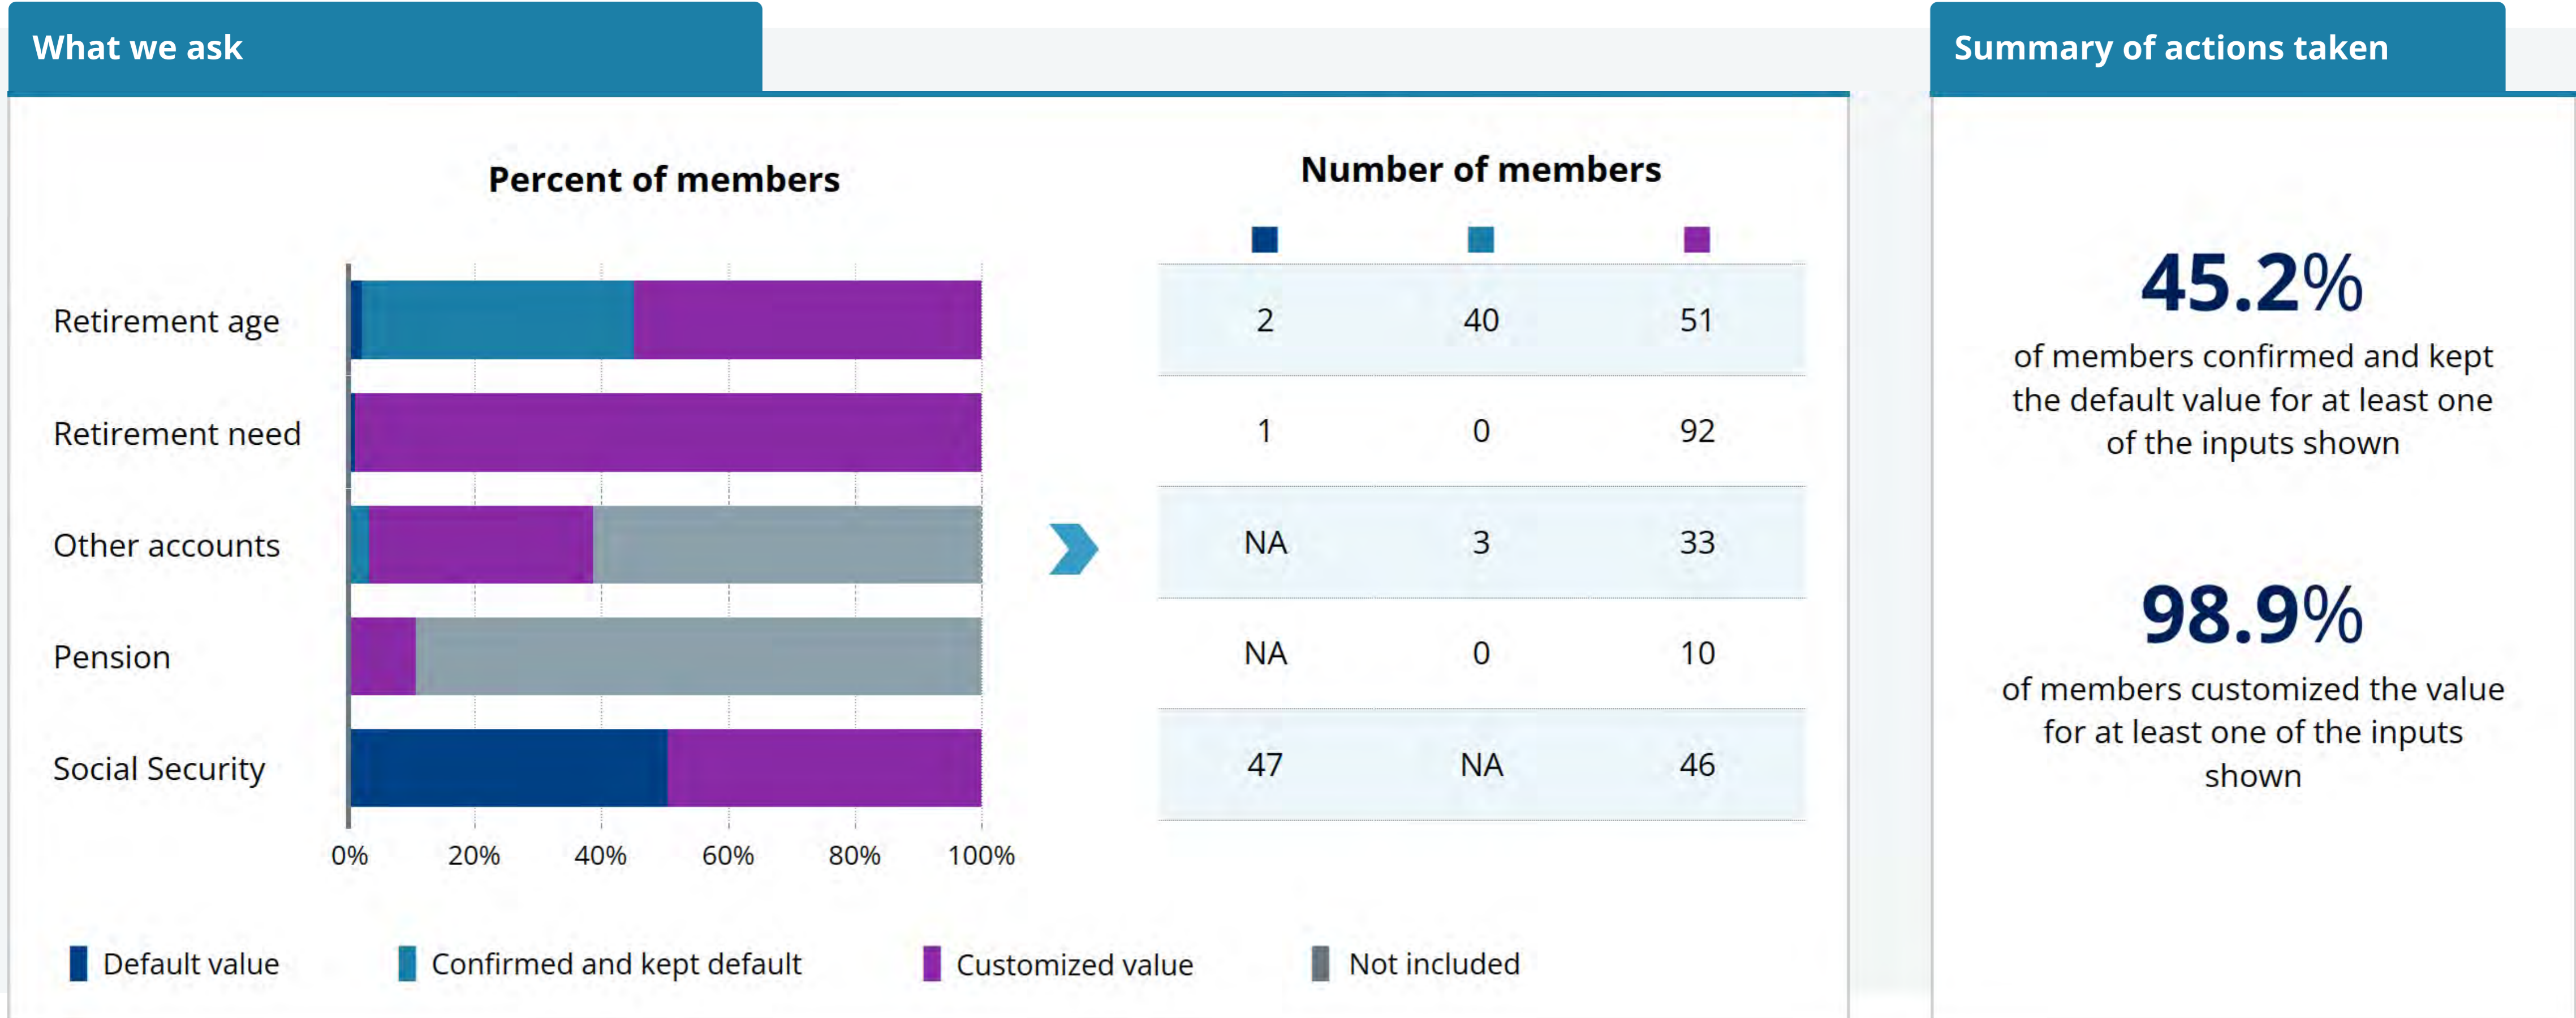 What we ask
Summary of actions taken
Percent of members
Number of members
Retirement age
2 40 51
Retirement need
1 0 92
Other accounts
NA 3 33
Pension
NA 0 10
Social Security
47 NA 46
0% 20% 40% 60% 80% 100%
Default value
Confirmed and kept default
Customized value
Not included
45.2%
of members confirmed and kept
the default value for at least one
of the inputs shown
98.9%
of members customized the value
for at least one of the inputs
shown